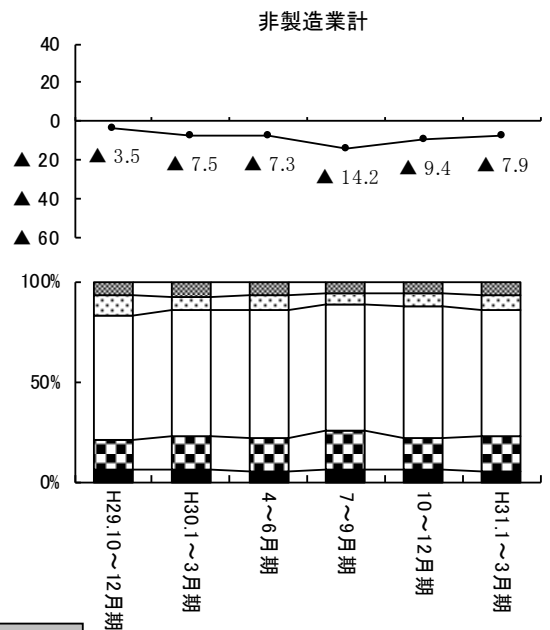 非製造業計
40
20
0
▲ 20
▲ 40
▲ 60
▲ 3.5
▲ 7.5
▲ 7.3
▲ 14.2
▲ 9.4
▲ 7.9
100%
50%
0%
H29.10～12月期
H30.1～3月期
4～6月期
7～9月期
10～12月期
H31.1～3月期